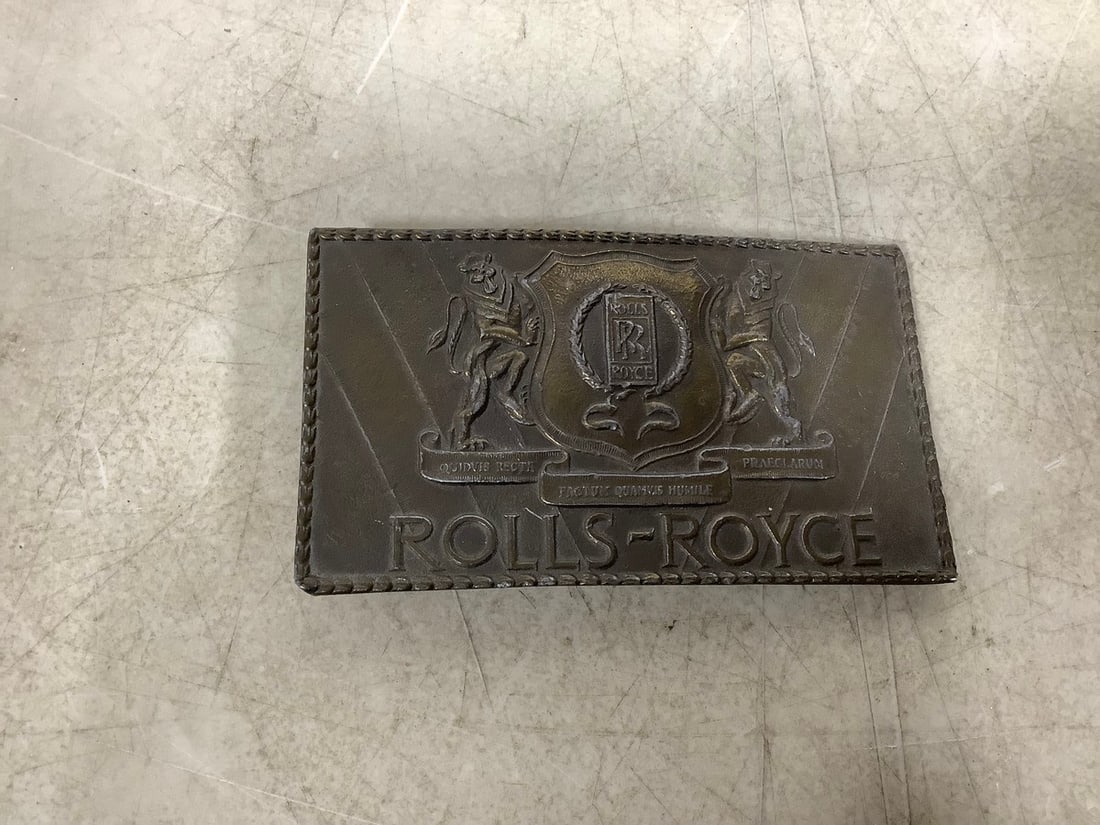 ROLLS
RR
ROYCE
QUIDVIS RECTE
FACTUM QUAMVIS HUMILE
PRAECLARUM
ROLLS-ROYCE